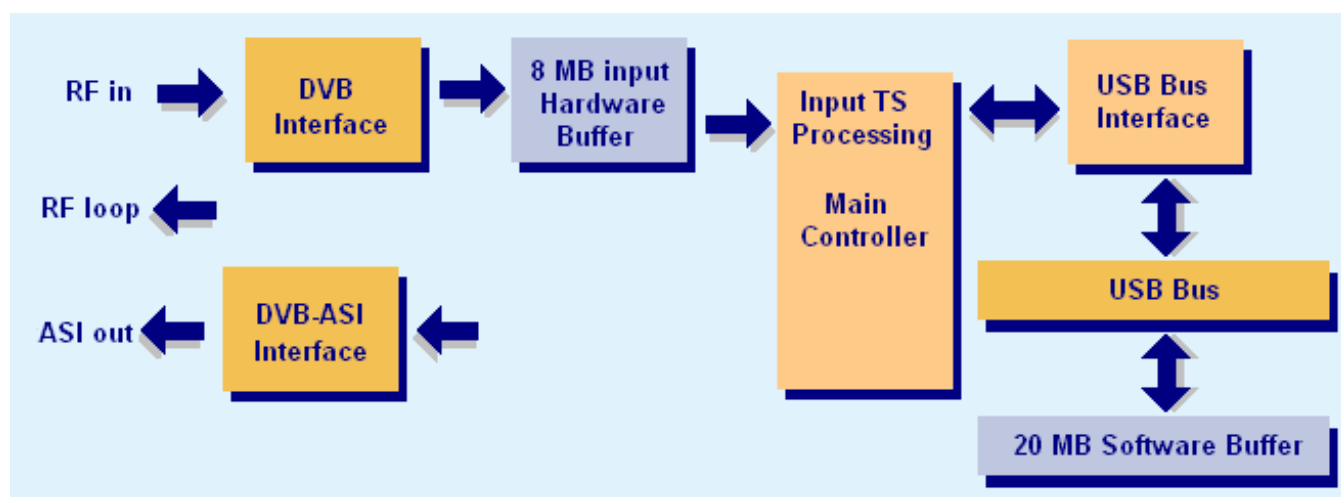 RF in
DVB
Interface
8 MB input
Hardware
Buffer
Input TS
Processing
Main
Controller
USB Bus
Interface
RF loop
USB Bus
ASI out
DVB-ASI
Interface
20 MB Software Buffer